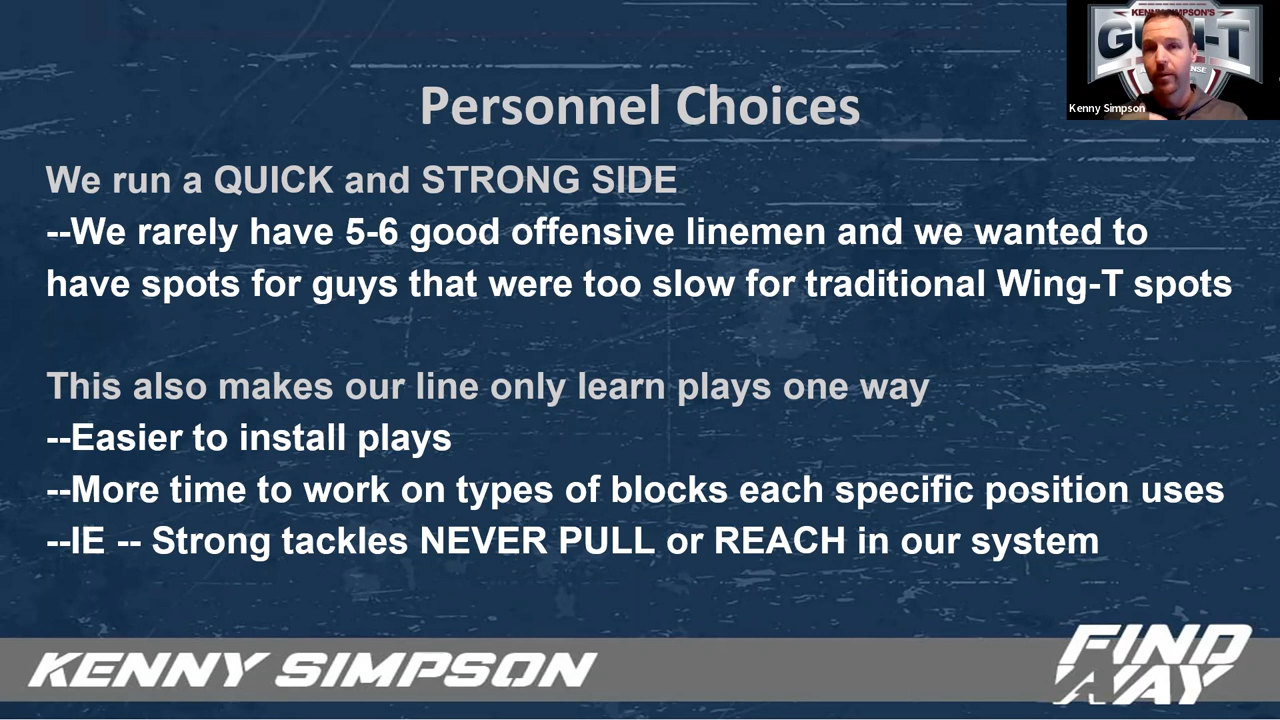 KENNY SIMPSON'S
Kenny Simpson
Personnel Choices
We run a QUICK and STRONG SIDE
--We rarely have 5-6 good offensive linemen and we wanted to
have spots for guys that were too slow for traditional Wing-T spots
This also makes our line only learn plays one way
--Easier to install plays
--More time to work on types of blocks each specific position uses
--IE -- Strong tackles NEVER PULL or REACH in our system
KENNY SIMPSON
FIND
A WAY